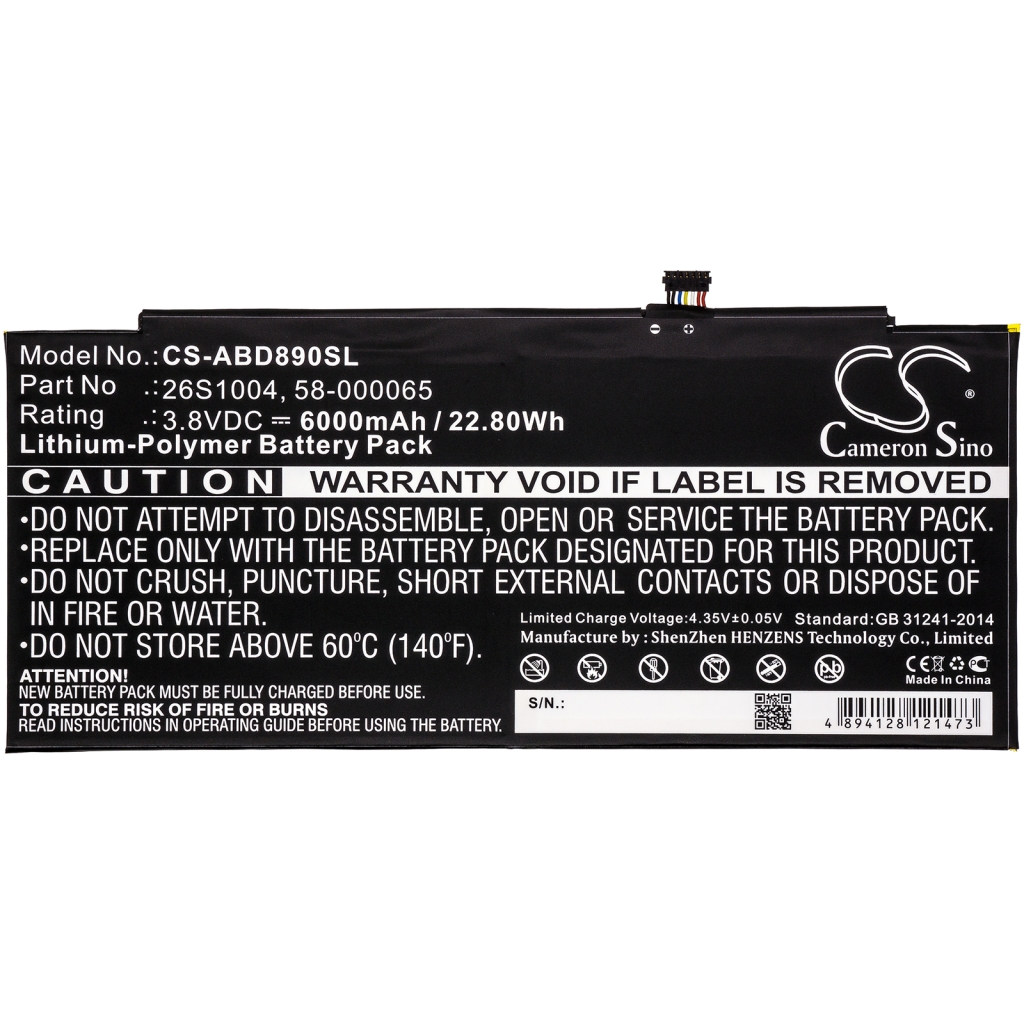 Model No.:CS-ABD890SL
Part No .:26S1004, 58-000065
Rating .:3.8VDC ⎓ 6000mAh / 22.80Wh
Lithium-Polymer Battery Pack
Cameron Sino ®
CAUTION WARRANTY VOID IF LABEL IS REMOVED
•DO NOT ATTEMPT TO DISASSEMBLE, OPEN OR SERVICE THE BATTERY PACK.
•REPLACE ONLY WITH THE BATTERY PACK DESIGNATED FOR THIS PRODUCT.
•DO NOT CRUSH, PUNCTURE, SHORT EXTERNAL CONTACTS OR DISPOSE OF
IN FIRE OR WATER.
•DO NOT STORE ABOVE 60°C (140°F).
Limited Charge Voltage:4.35V±0.05V Standard:GB 31241-2014
Manufacture by : ShenZhen HENZENS Technology Co., Limited
Pb
CE
PCT
Made In China
ATTENTION!
NEW BATTERY PACK MUST BE FULLY CHARGED BEFORE USE.
TO REDUCE RISK OF FIRE OR BURNS
READ INSTRUCTIONS IN OPERATING GUIDE BEFORE USING THE BATTERY.
S/N.:
4 894128 121473